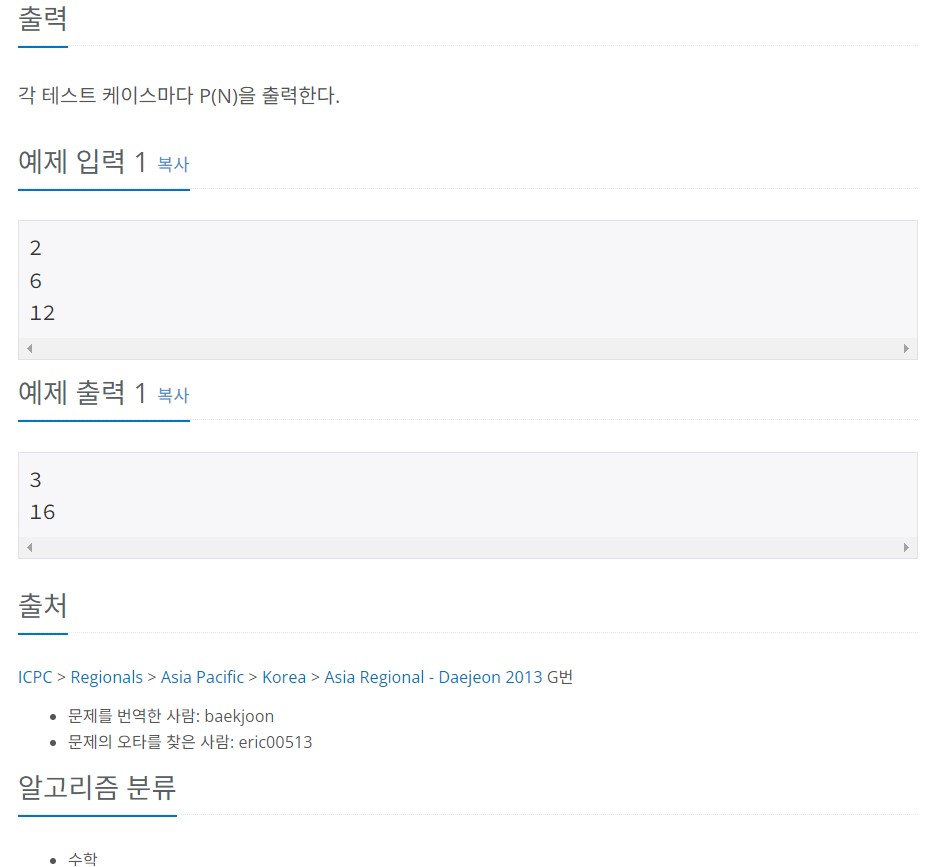 출력
각 테스트 케이스마다 P(N)을 출력한다.
예제 입력 1 복사
2
6
12
예제 출력 1 복사
3
16
출처
ICPC > Regionals > Asia Pacific > Korea > Asia Regional - Daejeon 2013 G번
문제를 번역한 사람: baekjoon
문제의 오타를 찾은 사람: eric00513
알고리즘 분류
수학